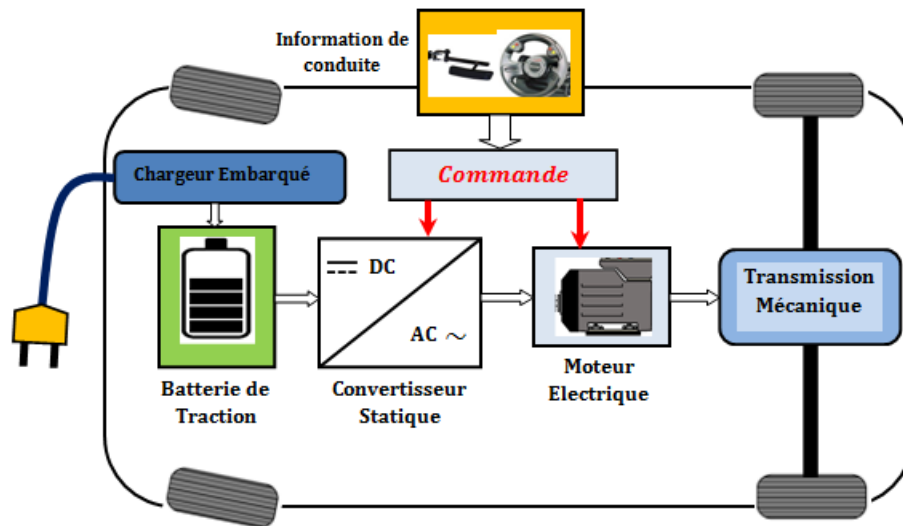 Information de
conduite
Chargeur Embarqué
Commande
DC
AC ~
Transmission
Mécanique
Batterie de
Traction
Convertisseur
Statique
Moteur
Electrique